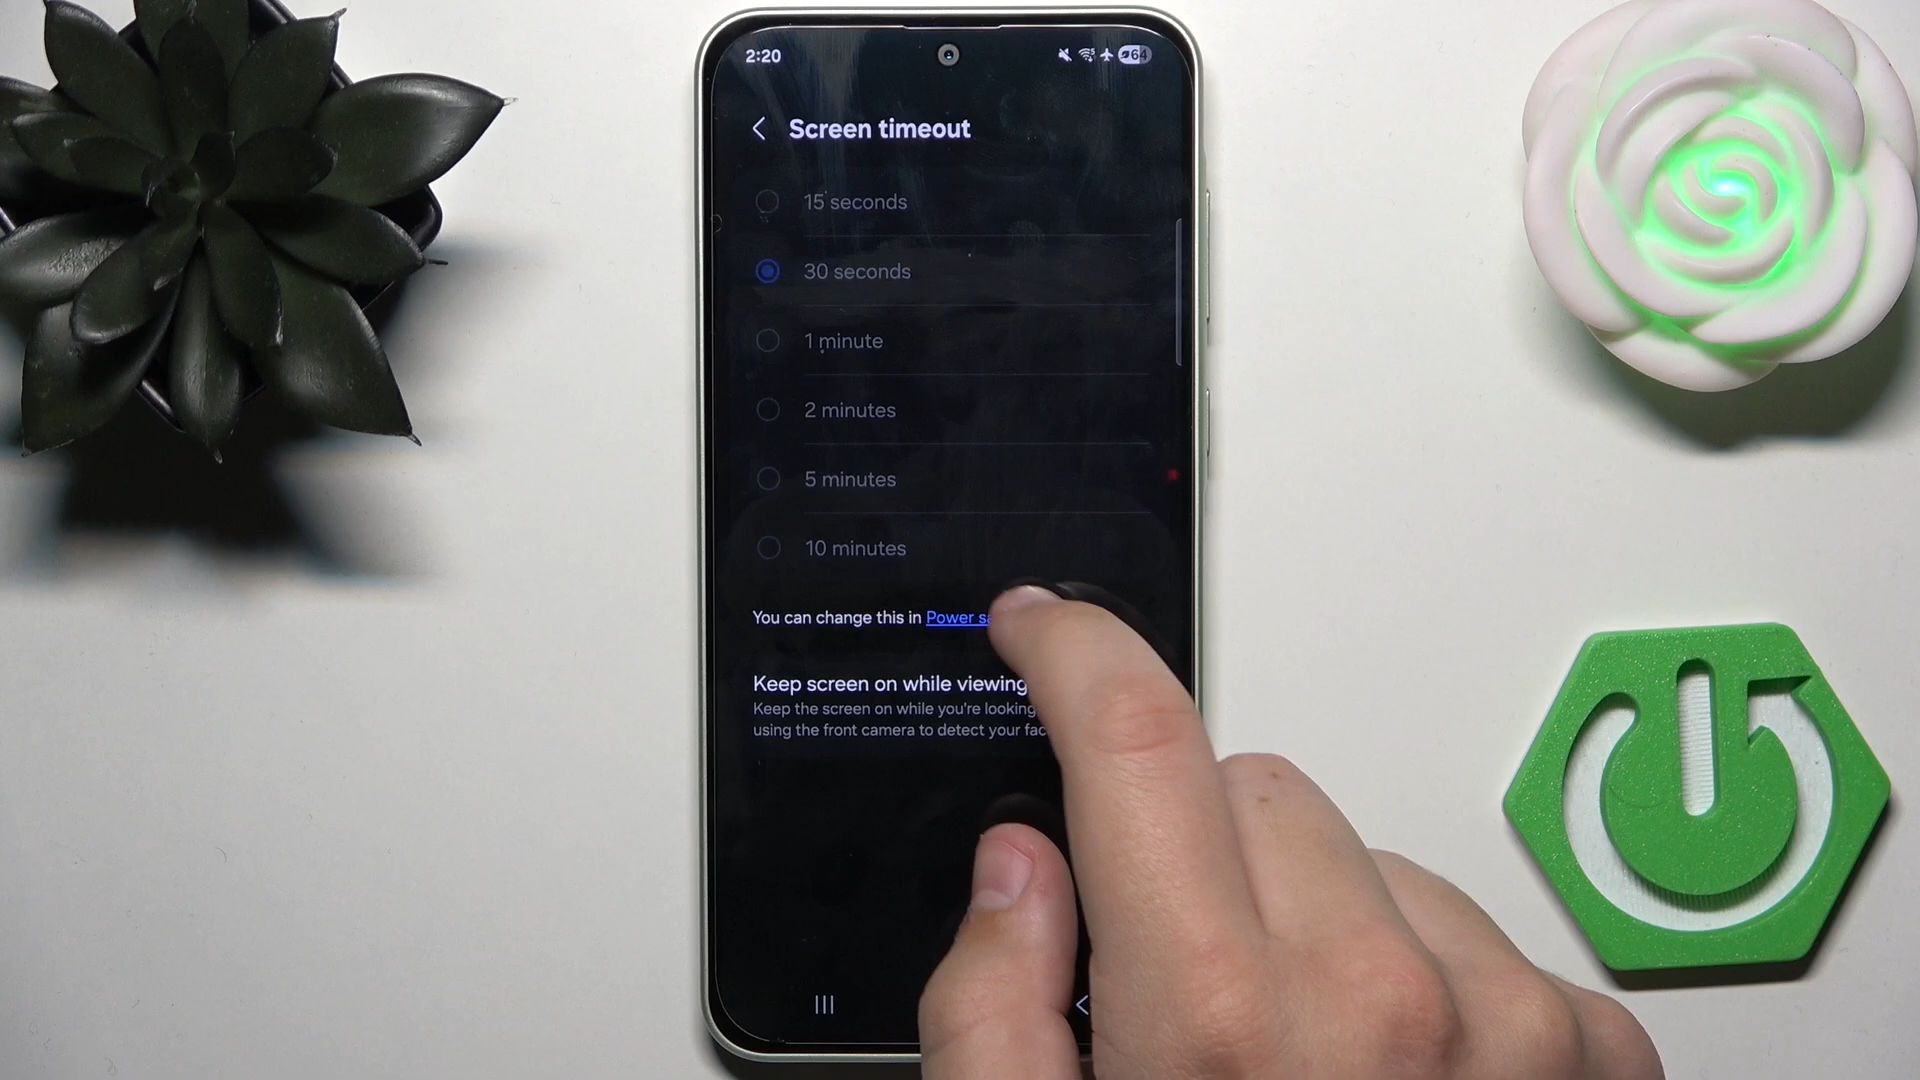 2:20
64
Screen timeout
15 seconds
30 seconds
1 minute
2 minutes
5 minutes
10 minutes
You can change this in Power
Keep screen on while viewing
Keep the screen on while you're looking
using the front camera to detect your